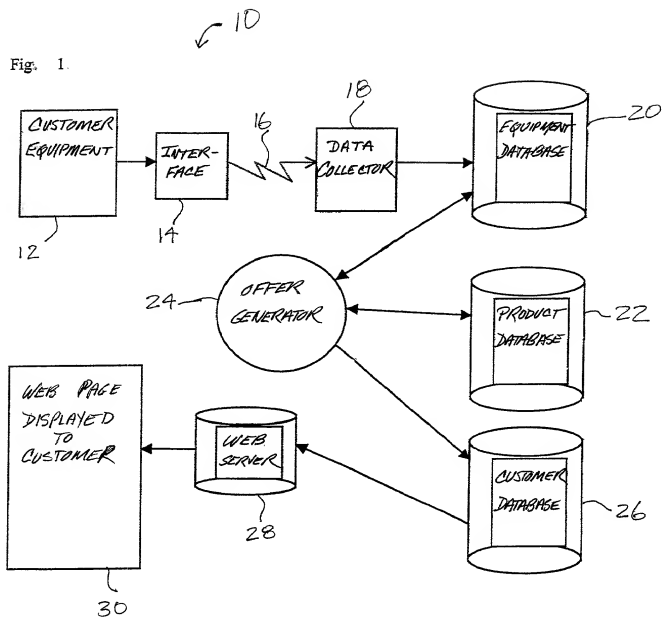 10
Fig. 1.
CUSTOMER
EQUIPMENT
12
INTER-
FACE
14
16
18
DATA
COLLECTOR
EQUIPMENT
DATABASE
20
24
OFFER
GENERATOR
PRODUCT
DATABASE
22
WEB PAGE
DISPLAYED
TO
CUSTOMER
30
WEB
SERVER
28
CUSTOMER
DATABASE
26